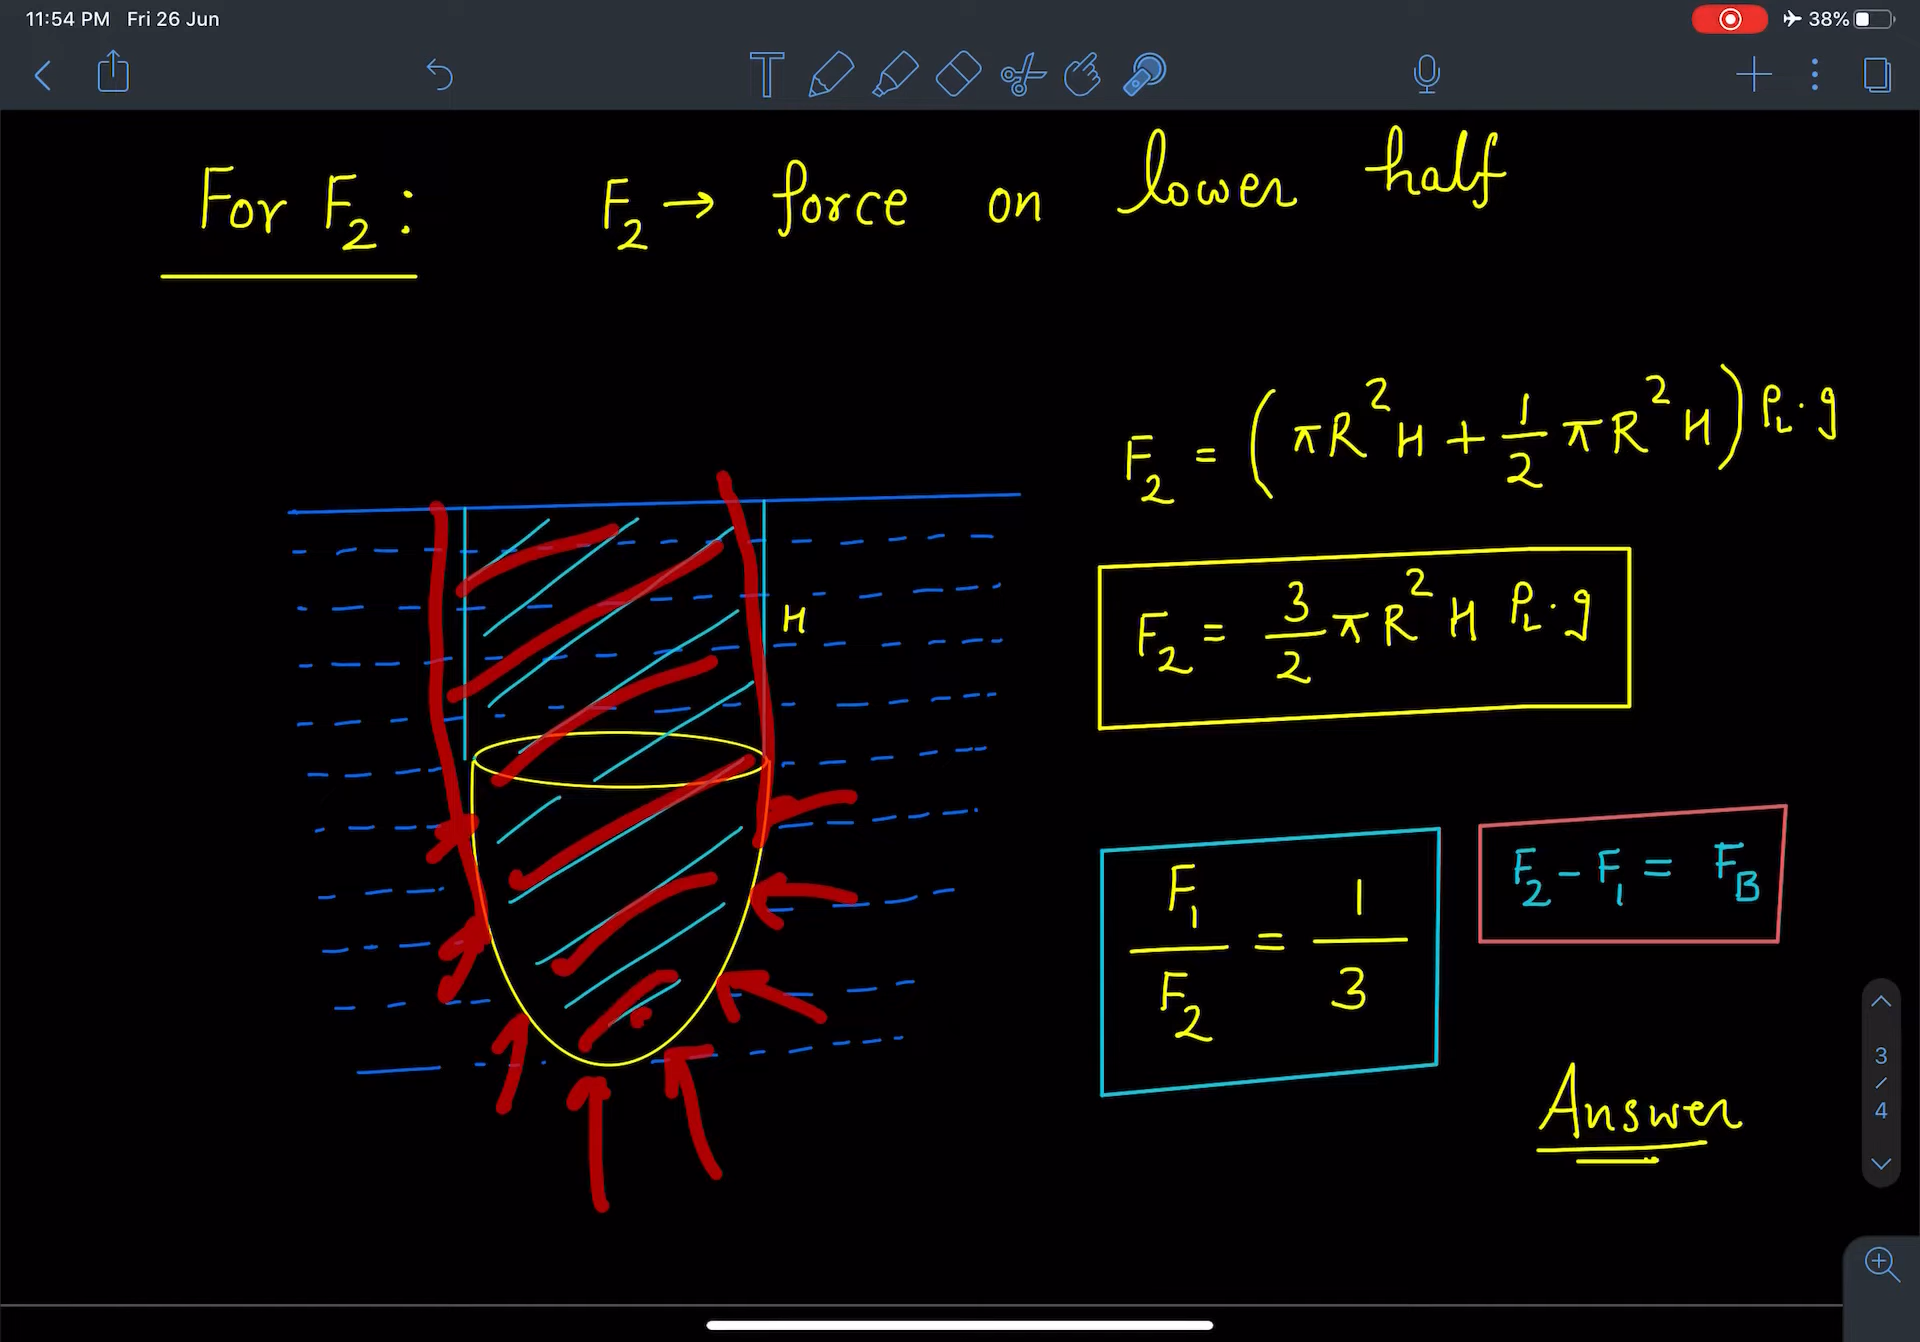 11:54 PM Fri 26 Jun
38%
For F₂: F₂ → force on lower half
F₂ = (πR²H + 1/2 πR²H) ρL·g
H
F₂ = 3/2 πR²H ρL·g
F₁/F₂ = 1/3
F₂ - F₁ = FB
Answer
3 / 4